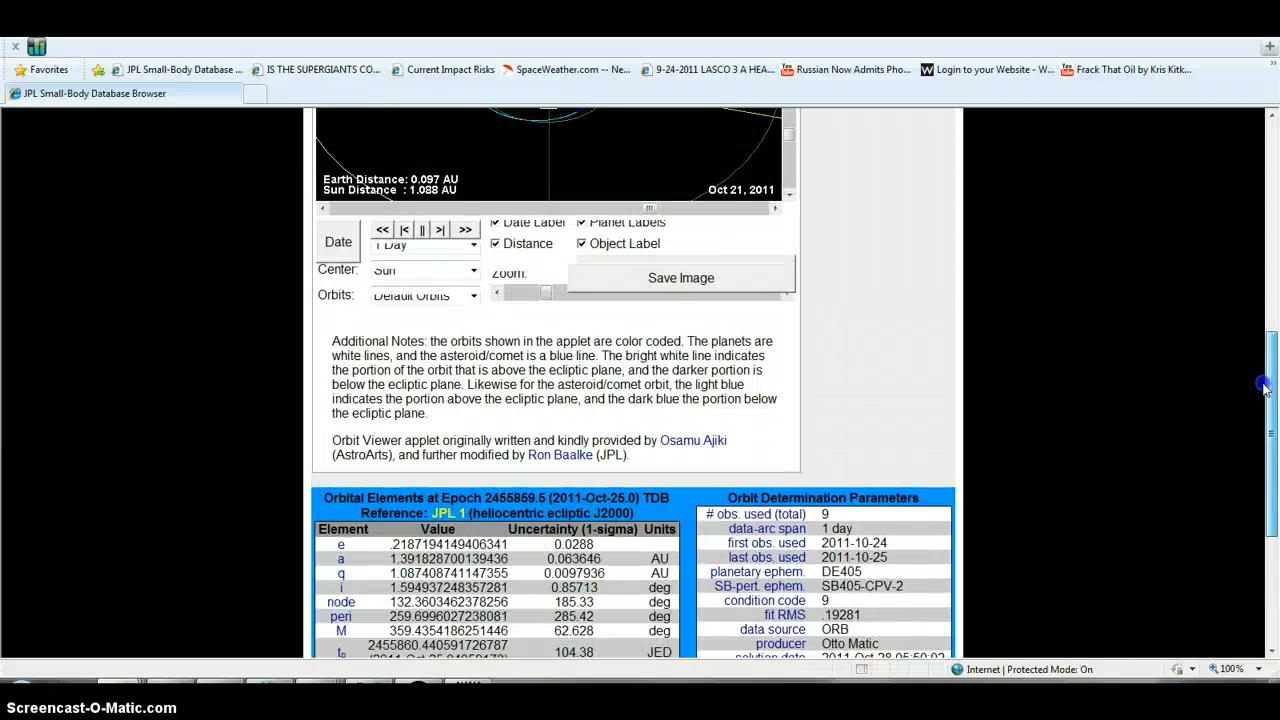 Favorites
JPL Small-Body Database ...
IS THE SUPERGIANTS CO...
Current Impact Risks
SpaceWeather.com -- Ne...
9-24-2011 LASCO 3 A HEA...
Russian Now Admits Pho...
Login to your Website - W...
Frack That Oil by Kris Kitk...
JPL Small-Body Database Browser
Earth Distance: 0.097 AU
Sun Distance : 1.088 AU
Oct 21, 2011
Date
<< |< || >| >>
Date Label
Planet Labels
1 Day
Distance
Object Label
Center:
Sun
Zoom:
Save Image
Orbits:
Default Orbits
Additional Notes: the orbits shown in the applet are color coded. The planets are
white lines, and the asteroid/comet is a blue line. The bright white line indicates
the portion of the orbit that is above the ecliptic plane, and the darker portion is
below the ecliptic plane. Likewise for the asteroid/comet orbit, the light blue
indicates the portion above the ecliptic plane, and the dark blue the portion below
the ecliptic plane.
Orbit Viewer applet originally written and kindly provided by Osamu Ajiki
(AstroArts), and further modified by Ron Baalke (JPL).
Orbital Elements at Epoch 2455859.5 (2011-Oct-25.0) TDB
Reference: JPL 1 (heliocentric ecliptic J2000)
Element Value Uncertainty (1-sigma) Units
e .2187194149406341 0.0288
a 1.391828700139436 0.063646 AU
q 1.087408741147355 0.0097936 AU
i 1.594937248357281 0.85713 deg
node 132.3603462378256 185.33 deg
peri 259.6996027238081 285.42 deg
M 359.4354186251446 62.628 deg
tp 2455860.440591726787 104.38 JED
Orbit Determination Parameters
# obs. used (total) 9
data-arc span 1 day
first obs. used 2011-10-24
last obs. used 2011-10-25
planetary ephem. DE405
SB-pert. ephem. SB405-CPV-2
condition code 9
fit RMS .19281
data source ORB
producer Otto Matic
solution date 2011-Oct-28 05:50:02
Internet | Protected Mode: On
100%
Screencast-O-Matic.com